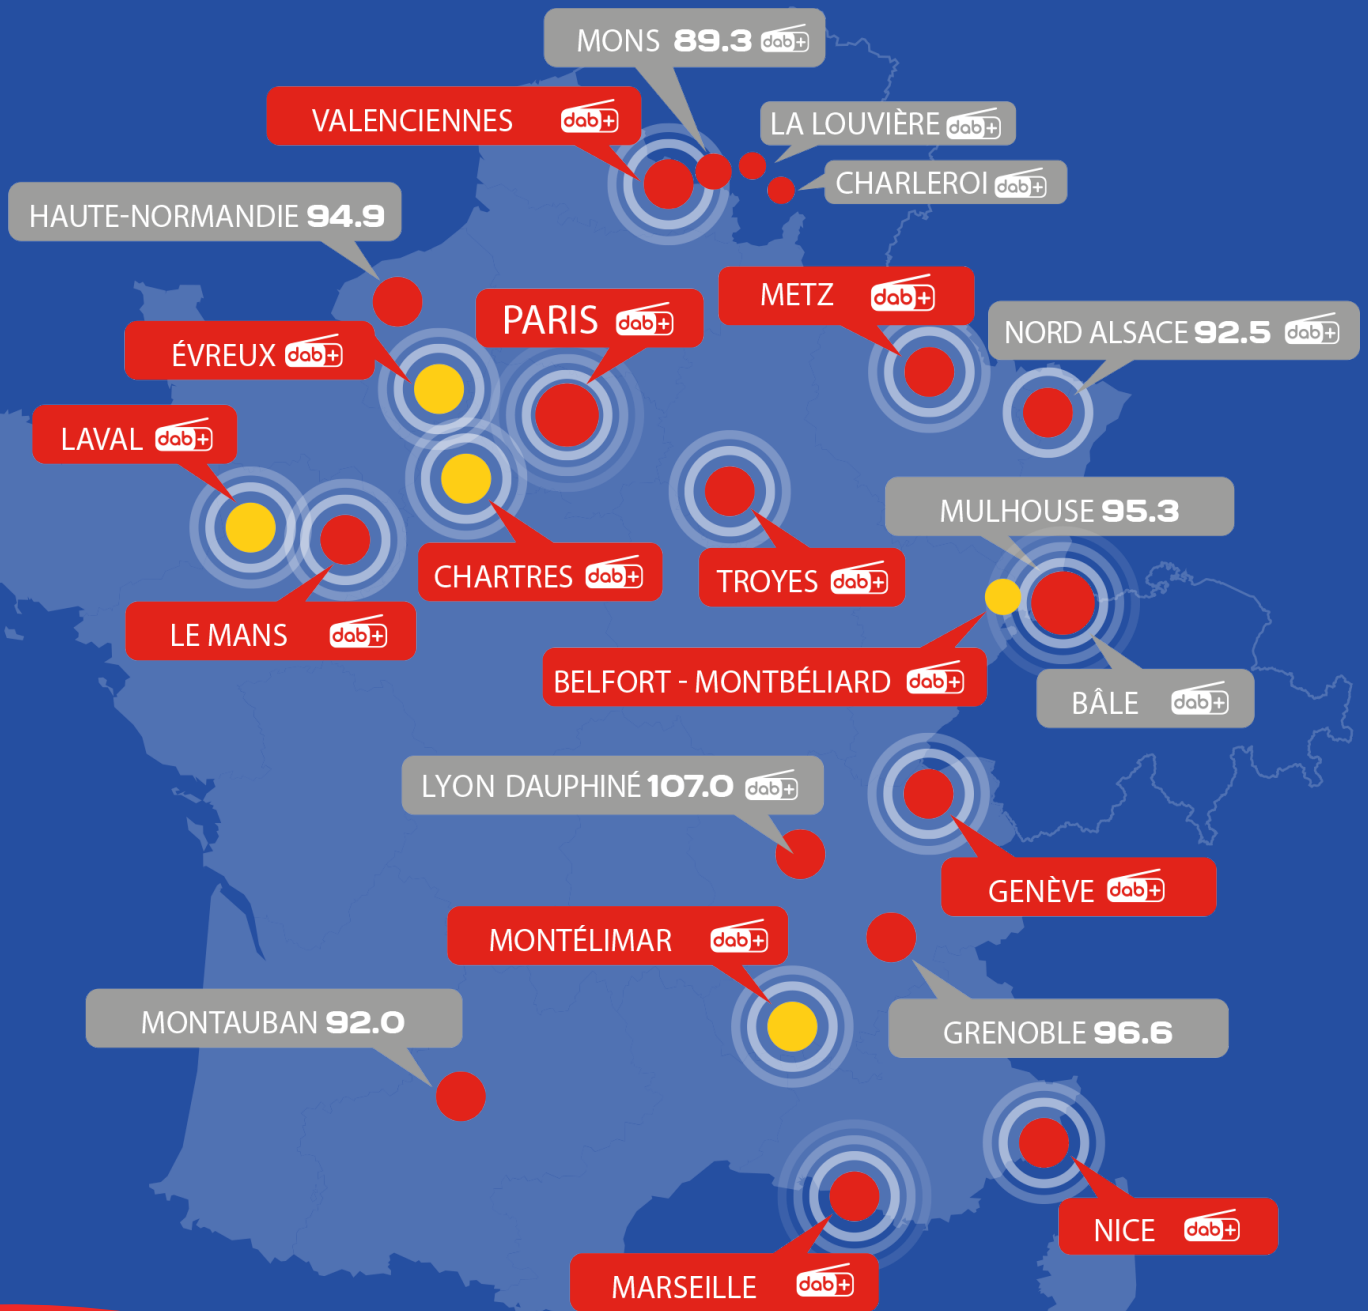 MONS 89.3 dab+
VALENCIENNES dab+
LA LOUVIÈRE dab+
CHARLEROI dab+
HAUTE-NORMANDIE 94.9
METZ dab+
PARIS dab+
NORD ALSACE 92.5 dab+
ÉVREUX dab+
LAVAL dab+
MULHOUSE 95.3
CHARTRES dab+
TROYES dab+
LE MANS dab+
BELFORT - MONTBÉLIARD dab+
BÂLE dab+
LYON DAUPHINÉ 107.0 dab+
GENÈVE dab+
MONTÉLIMAR dab+
MONTAUBAN 92.0
GRENOBLE 96.6
NICE dab+
MARSEILLE dab+